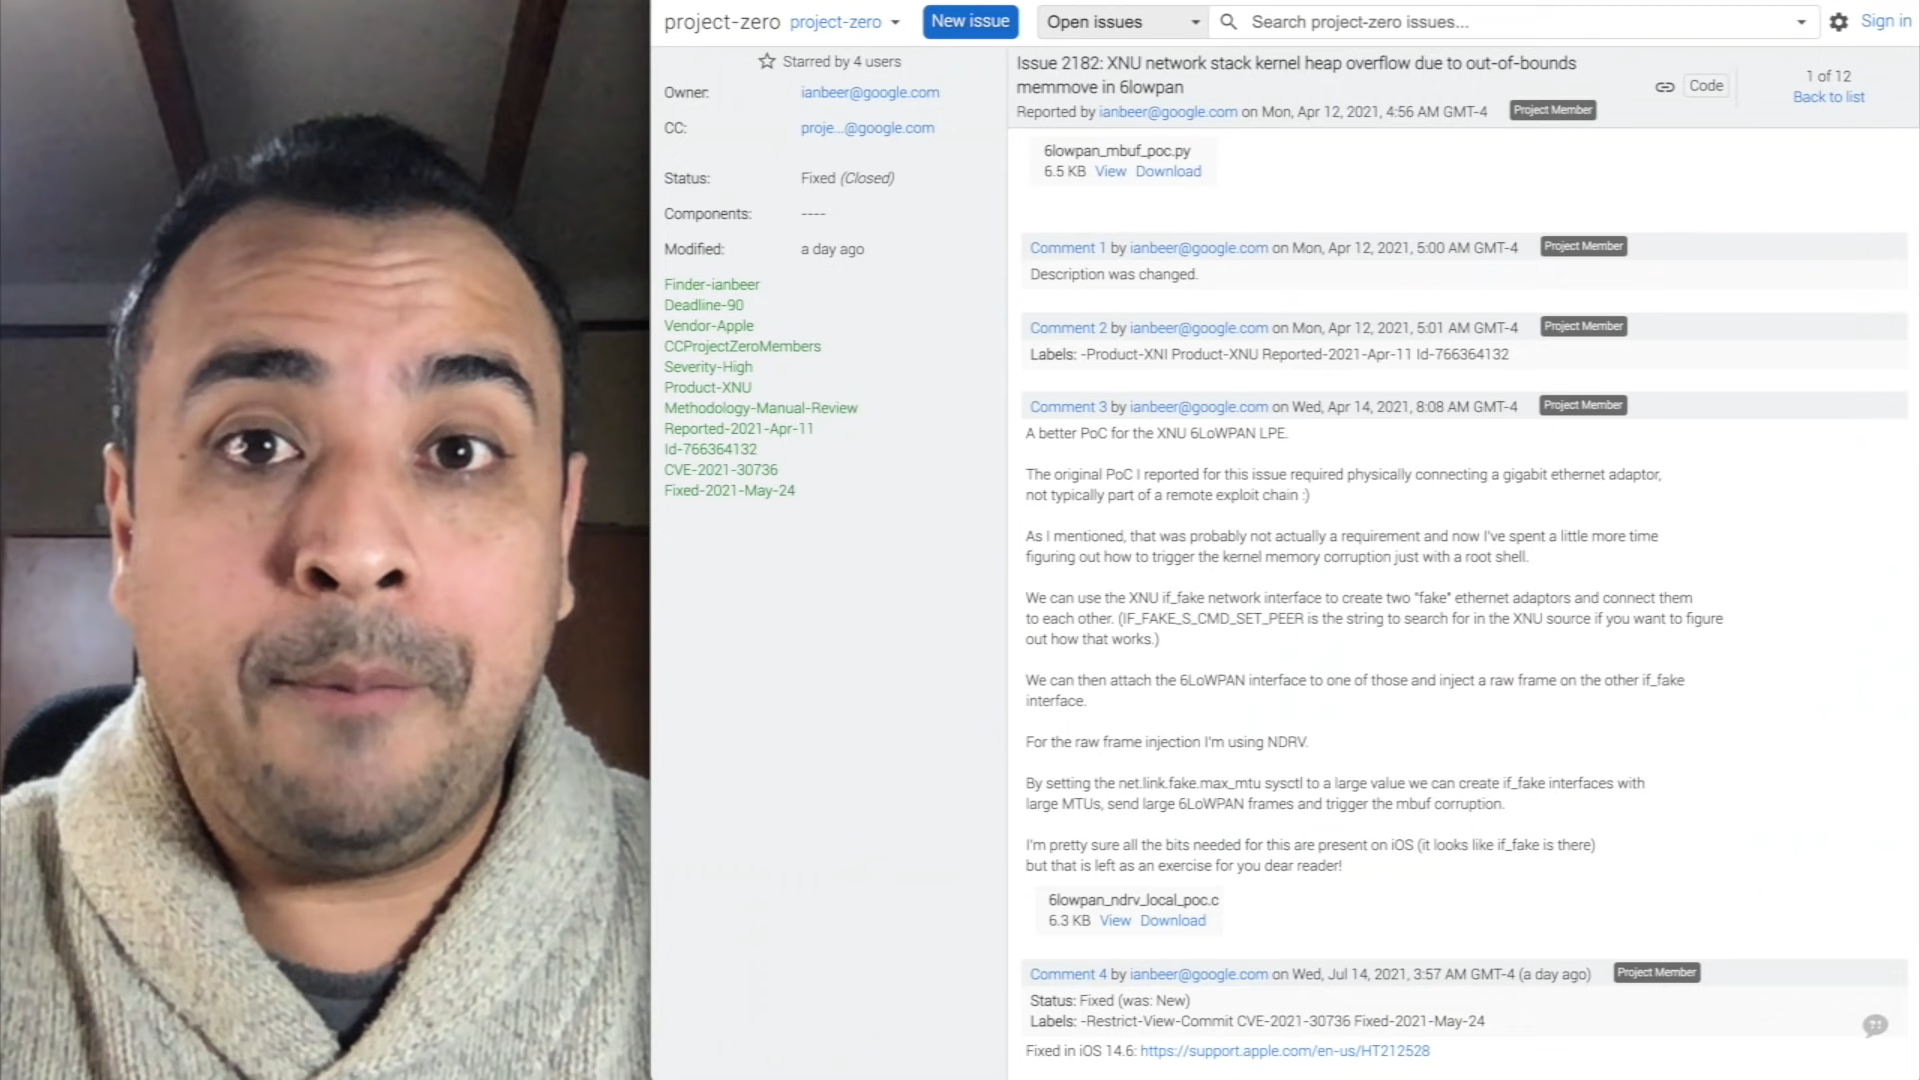 project-zero project-zero New issue Open issues Search project-zero issues... Sign in
Starred by 4 users
Owner: ianbeer@google.com
CC: proje...@google.com
Status: Fixed (Closed)
Components: ----
Modified: a day ago
Finder-ianbeer
Deadline-90
Vendor-Apple
CCProjectZeroMembers
Severity-High
Product-XNU
Methodology-Manual-Review
Reported-2021-Apr-11
Id-766364132
CVE-2021-30736
Fixed-2021-May-24
Issue 2182: XNU network stack kernel heap overflow due to out-of-bounds
memmove in 6lowpan
Reported by ianbeer@google.com on Mon, Apr 12, 2021, 4:56 AM GMT-4 Project Member
Code
1 of 12
Back to list
6lowpan_mbuf_poc.py
6.5 KB View Download
Comment 1 by ianbeer@google.com on Mon, Apr 12, 2021, 5:00 AM GMT-4 Project Member
Description was changed.
Comment 2 by ianbeer@google.com on Mon, Apr 12, 2021, 5:01 AM GMT-4 Project Member
Labels: -Product-XNI Product-XNU Reported-2021-Apr-11 Id-766364132
Comment 3 by ianbeer@google.com on Wed, Apr 14, 2021, 8:08 AM GMT-4 Project Member
A better PoC for the XNU 6LoWPAN LPE.
The original PoC I reported for this issue required physically connecting a gigabit ethernet adaptor,
not typically part of a remote exploit chain :)
As I mentioned, that was probably not actually a requirement and now I've spent a little more time
figuring out how to trigger the kernel memory corruption just with a root shell.
We can use the XNU if_fake network interface to create two "fake" ethernet adaptors and connect them
to each other. (IF_FAKE_S_CMD_SET_PEER is the string to search for in the XNU source if you want to figure
out how that works.)
We can then attach the 6LoWPAN interface to one of those and inject a raw frame on the other if_fake
interface.
For the raw frame injection I'm using NDRV.
By setting the net.link.fake.max_mtu sysctl to a large value we can create if_fake interfaces with
large MTUs, send large 6LoWPAN frames and trigger the mbuf corruption.
I'm pretty sure all the bits needed for this are present on iOS (it looks like if_fake is there)
but that is left as an exercise for you dear reader!
6lowpan_ndrv_local_poc.c
6.3 KB View Download
Comment 4 by ianbeer@google.com on Wed, Jul 14, 2021, 3:57 AM GMT-4 (a day ago) Project Member
Status: Fixed (was: New)
Labels: -Restrict-View-Commit CVE-2021-30736 Fixed-2021-May-24
Fixed in iOS 14.6: https://support.apple.com/en-us/HT212528